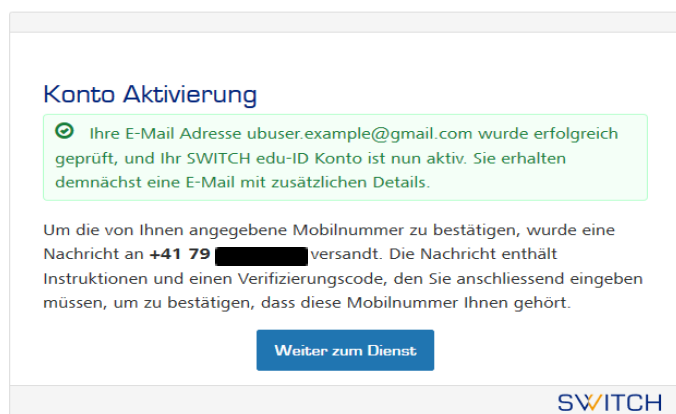 Konto Aktivierung
Ihre E-Mail Adresse ubuser.example@gmail.com wurde erfolgreich
geprüft, und Ihr SWITCH edu-ID Konto ist nun aktiv. Sie erhalten
demnächst eine E-Mail mit zusätzlichen Details.
Um die von Ihnen angegebene Mobilnummer zu bestätigen, wurde eine
Nachricht an +41 79 versandt. Die Nachricht enthält
Instruktionen und einen Verifizierungscode, den Sie anschliessend eingeben
müssen, um zu bestätigen, dass diese Mobilnummer Ihnen gehört.
Weiter zum Dienst
SWITCH